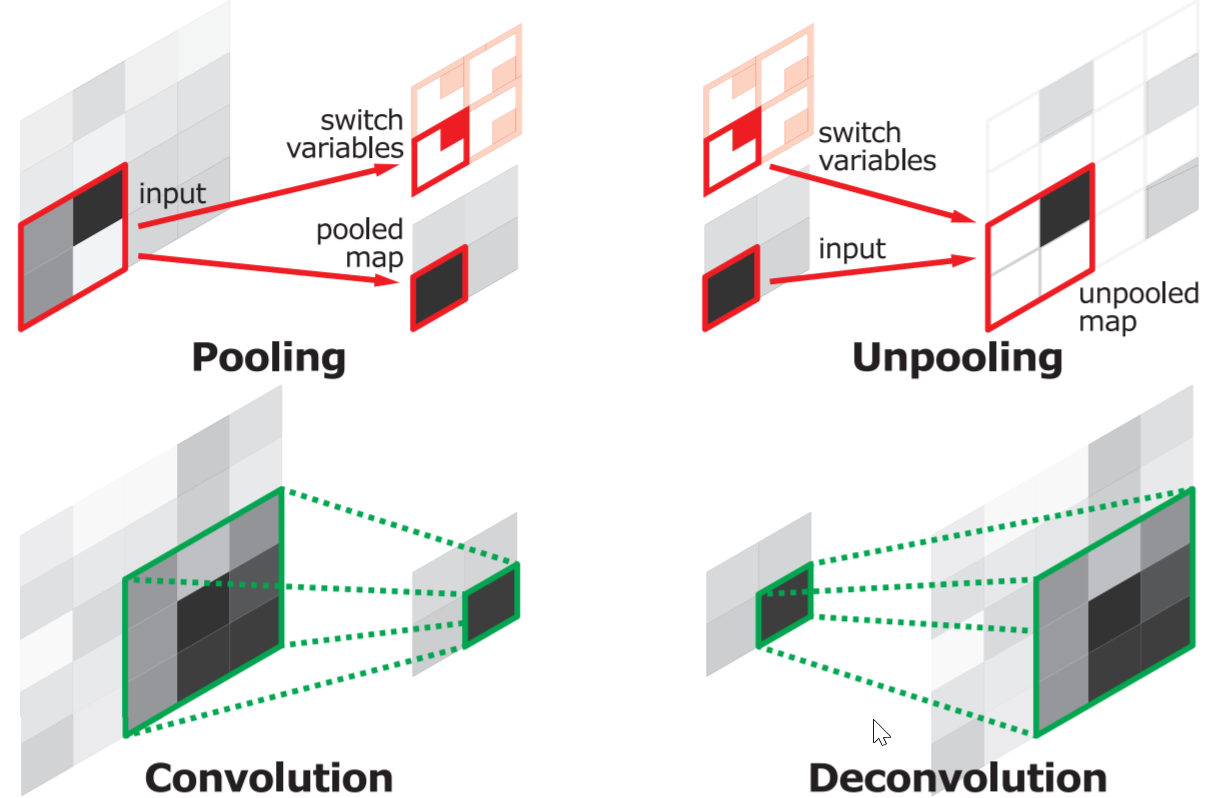 switch
variables
input
pooled
map
Pooling
switch
variables
input
unpooled
map
Unpooling
Convolution
Deconvolution